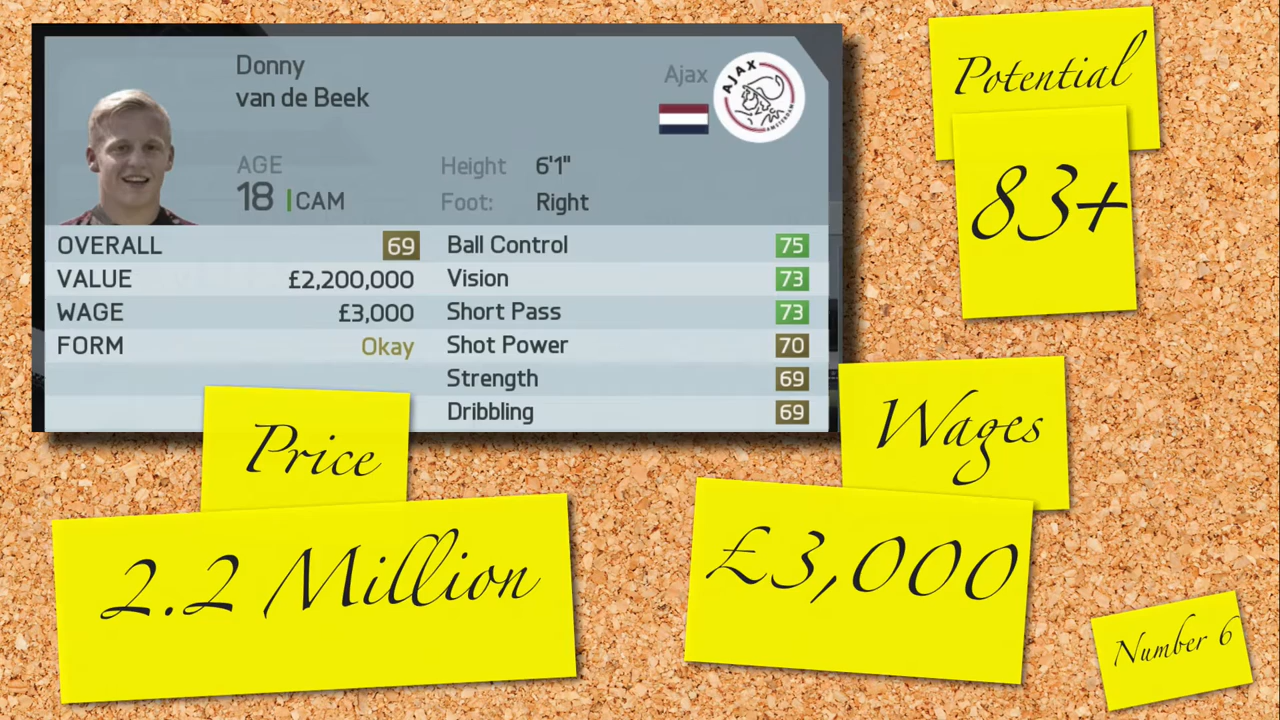 Donny
van de Beek
Ajax
AJAX
AMSTERDAM
AGE
18 CAM
Height 6'1"
Foot: Right
OVERALL 69
VALUE £2,200,000
WAGE £3,000
FORM Okay
Ball Control 75
Vision 73
Short Pass 73
Shot Power 70
Strength 69
Dribbling 69
Potential
83+
Price
2.2 Million
Wages
£3,000
Number 6